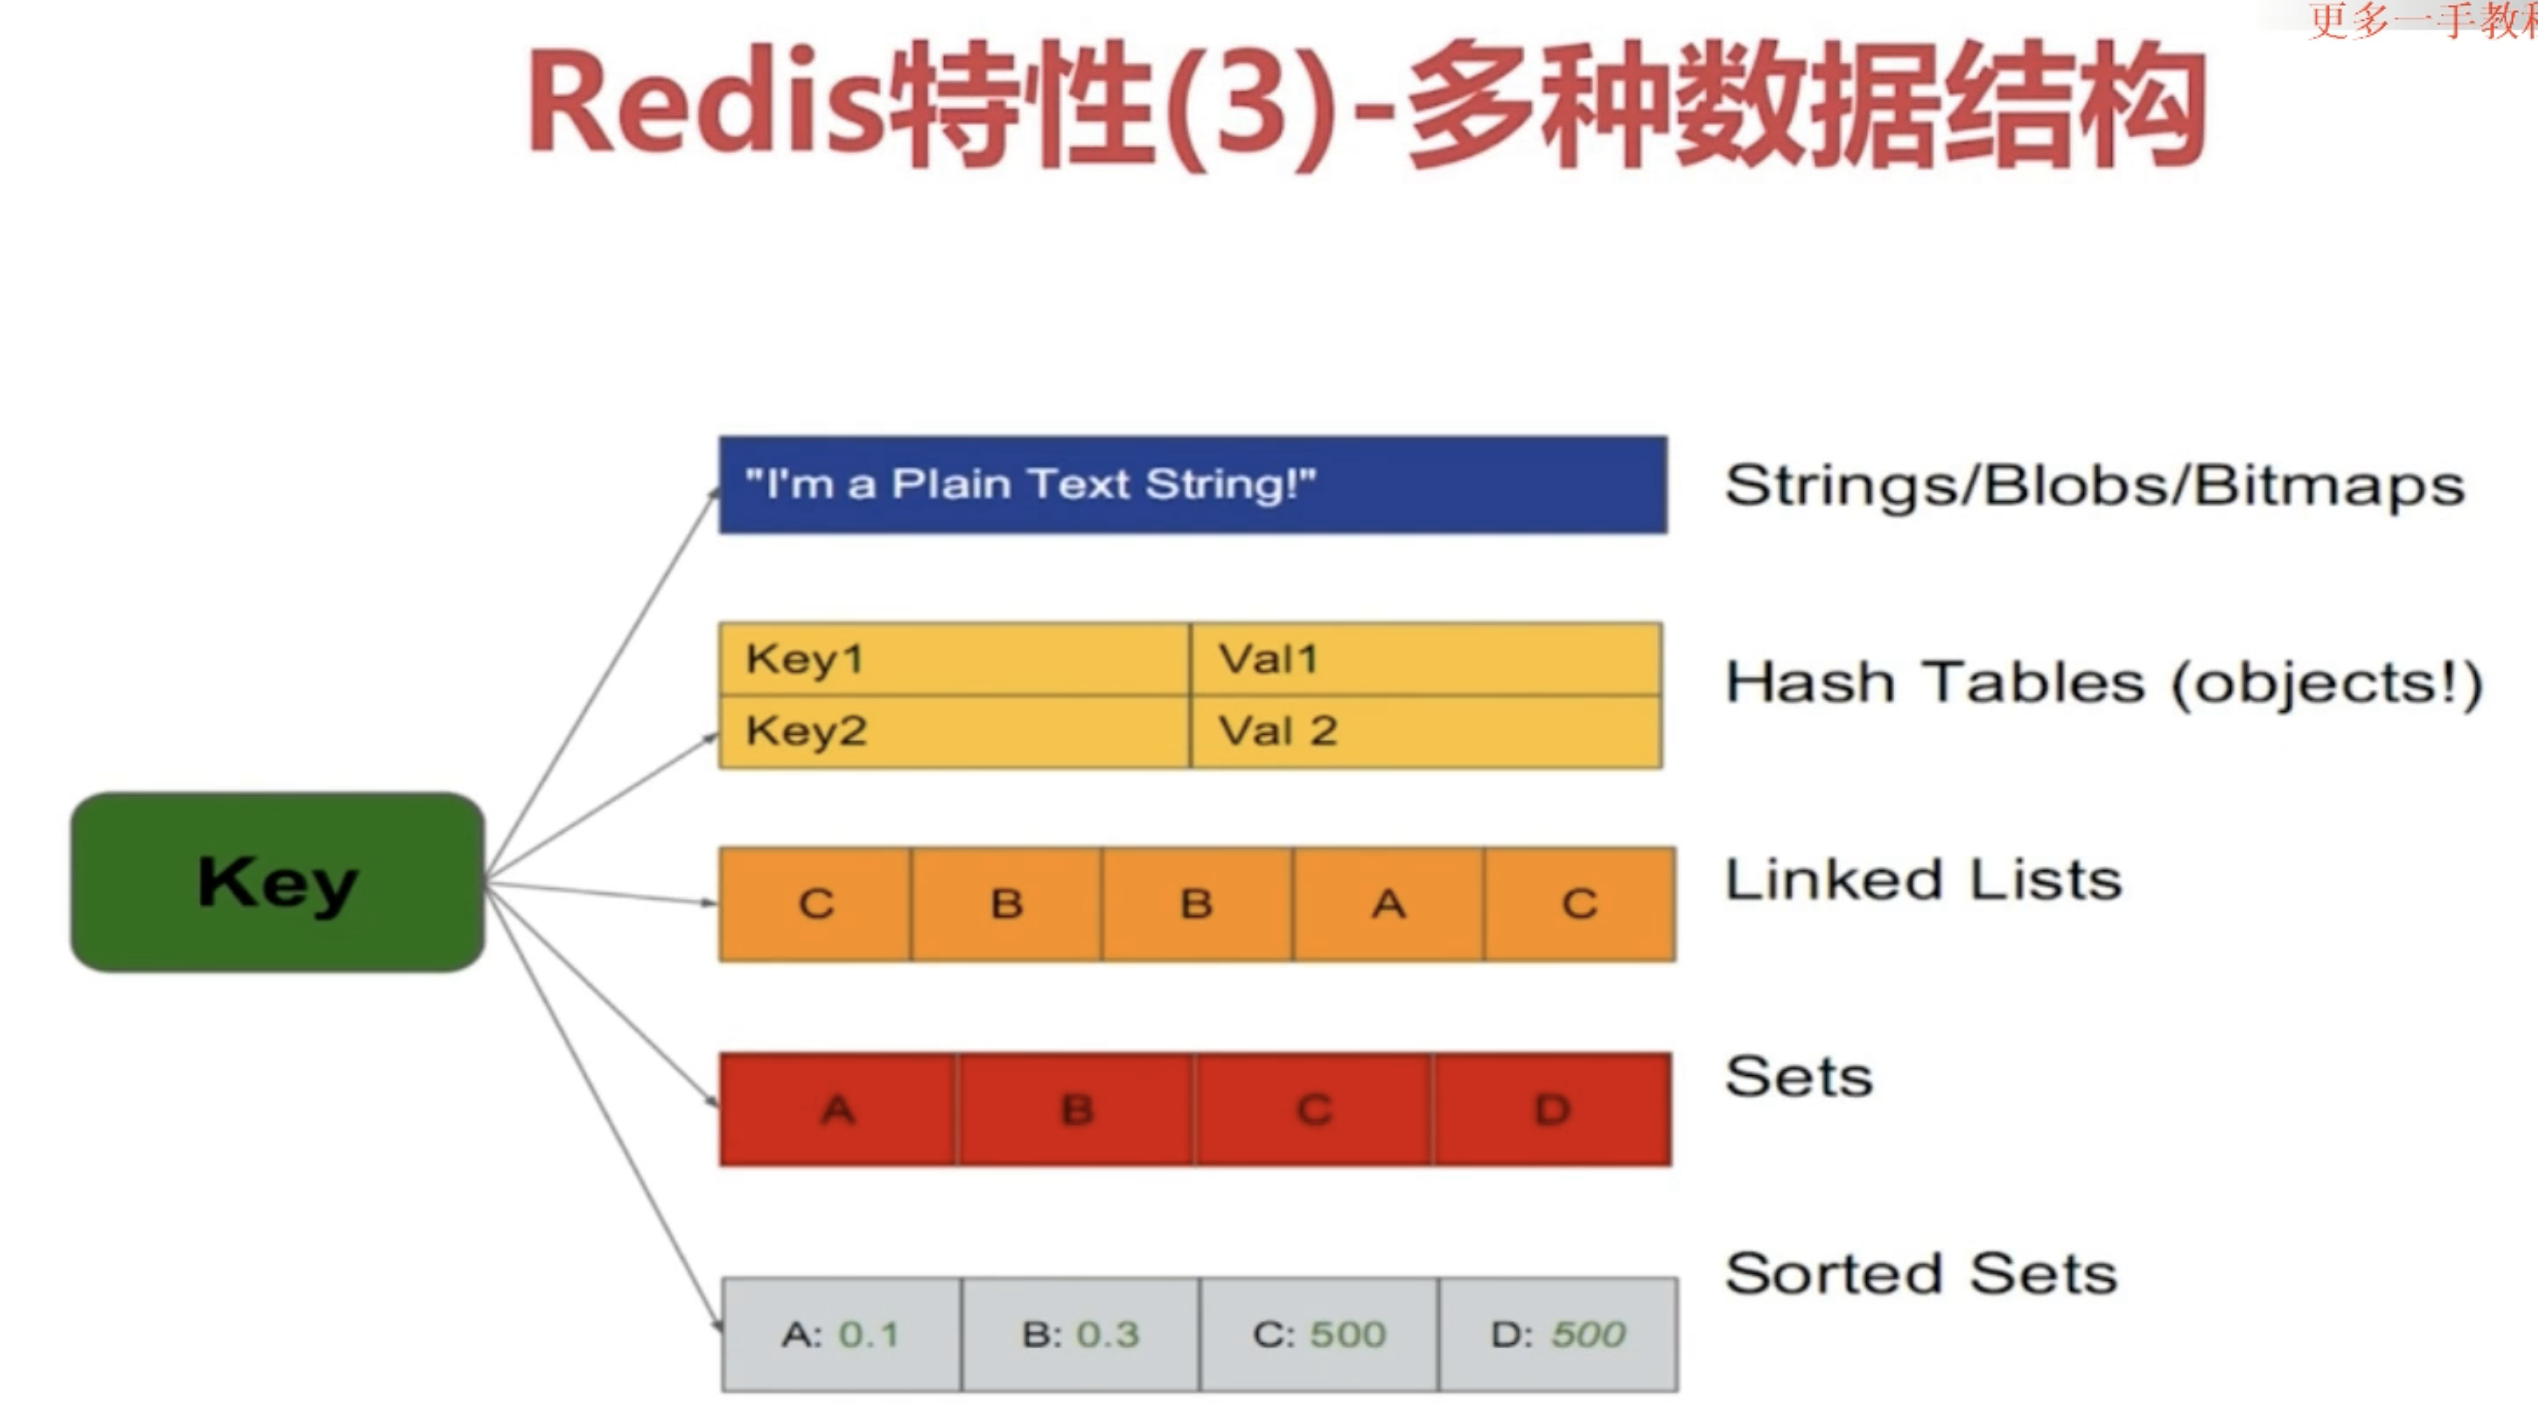 更多一手教程
Redis特性(3)-多种数据结构
"I'm a Plain Text String!"
Strings/Blobs/Bitmaps
Key1 Val1
Key2 Val 2
Hash Tables (objects!)
Key
C B B A C
Linked Lists
A B C D
Sets
A: 0.1 B: 0.3 C: 500 D: 500
Sorted Sets